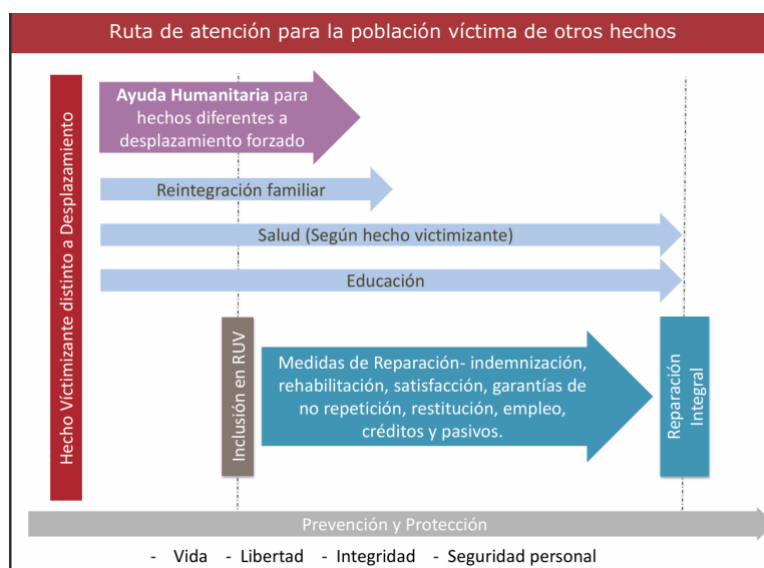 Ruta de atención para la población víctima de otros hechos
Hecho Victimizante distinto a Desplazamiento
Ayuda Humanitaria para
hechos diferentes a
desplazamiento forzado
Reintegración familiar
Salud (Según hecho victimizante)
Educación
Inclusión en RUV
Medidas de Reparación- indemnización,
rehabilitación, satisfacción, garantías de
no repetición, restitución, empleo,
créditos y pasivos.
Reparación
Integral
Prevención y Protección
- Vida - Libertad - Integridad - Seguridad personal